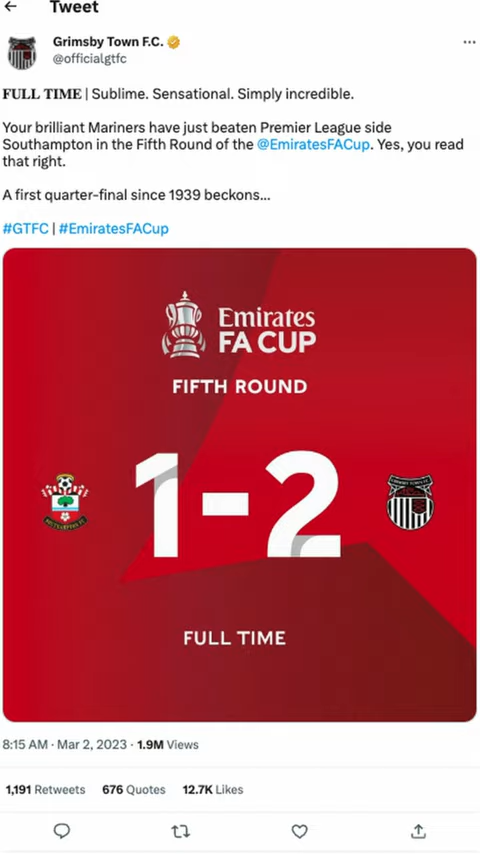 Tweet
Grimsby Town F.C.
@officialgtfc
FULL TIME | Sublime. Sensational. Simply incredible.
Your brilliant Mariners have just beaten Premier League side
Southampton in the Fifth Round of the @EmiratesFACup. Yes, you read
that right.
A first quarter-final since 1939 beckons...
#GTFC | #EmiratesFACup
Emirates
FA CUP
FIFTH ROUND
1-2
FULL TIME
8:15 AM · Mar 2, 2023 · 1.9M Views
1,191 Retweets 676 Quotes 12.7K Likes